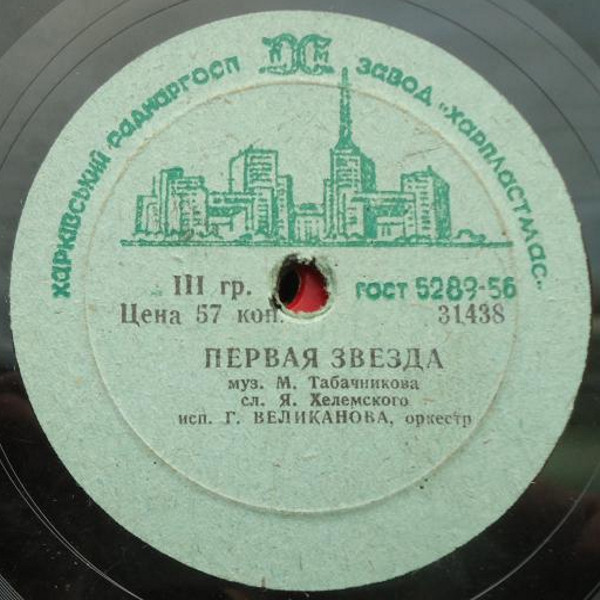 харківський раднаргосп
завод „харпластмас"
III гр.
гост 5289-56
Цена 57 коп.
31438
ПЕРВАЯ ЗВЕЗДА
муз. М. Табачникова
сл. Я. Хелемского
исп. Г. ВЕЛИКАНОВА, оркестр